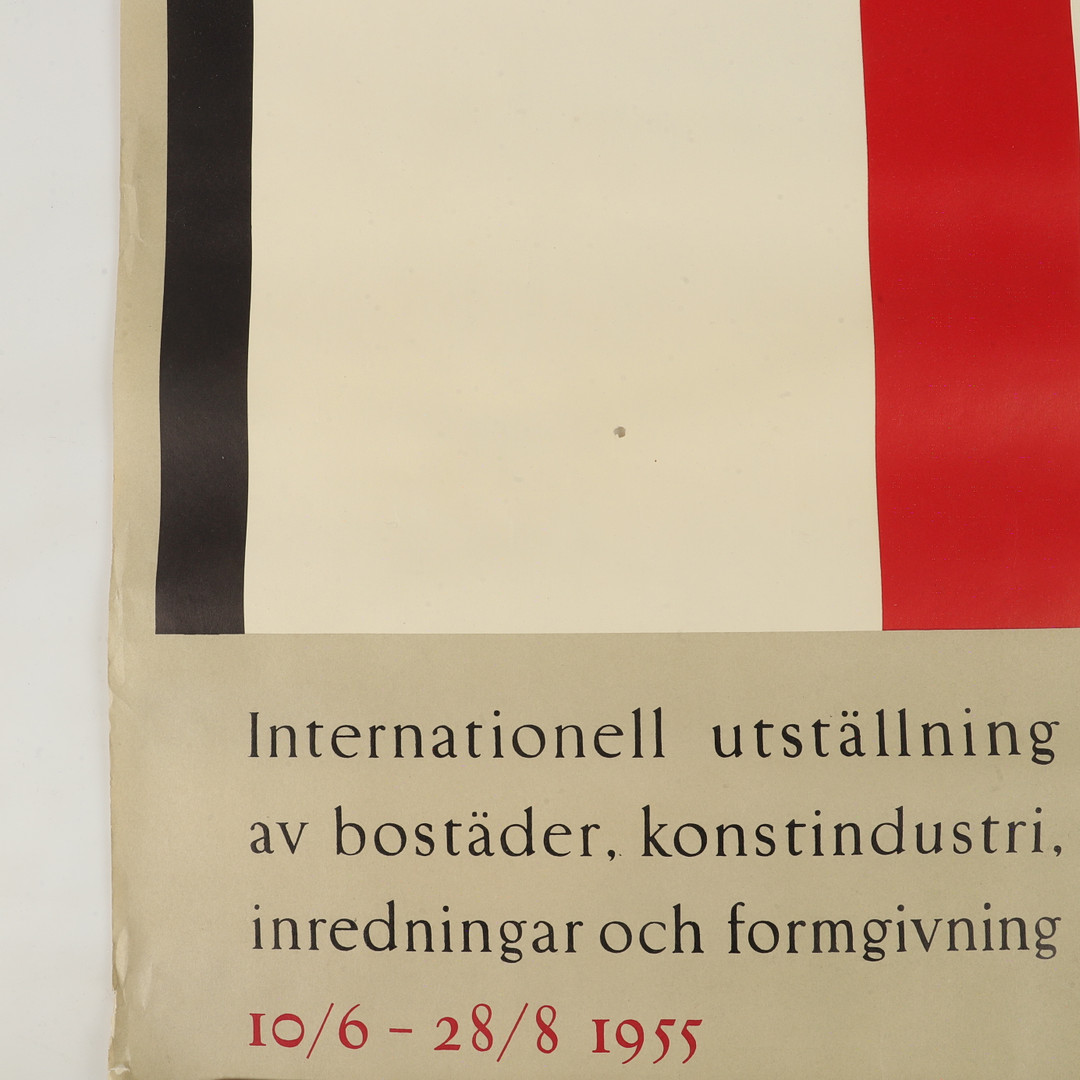 Internationell utställning
av bostäder, konstindustri,
inredningar och formgivning
10/6 – 28/8 1955